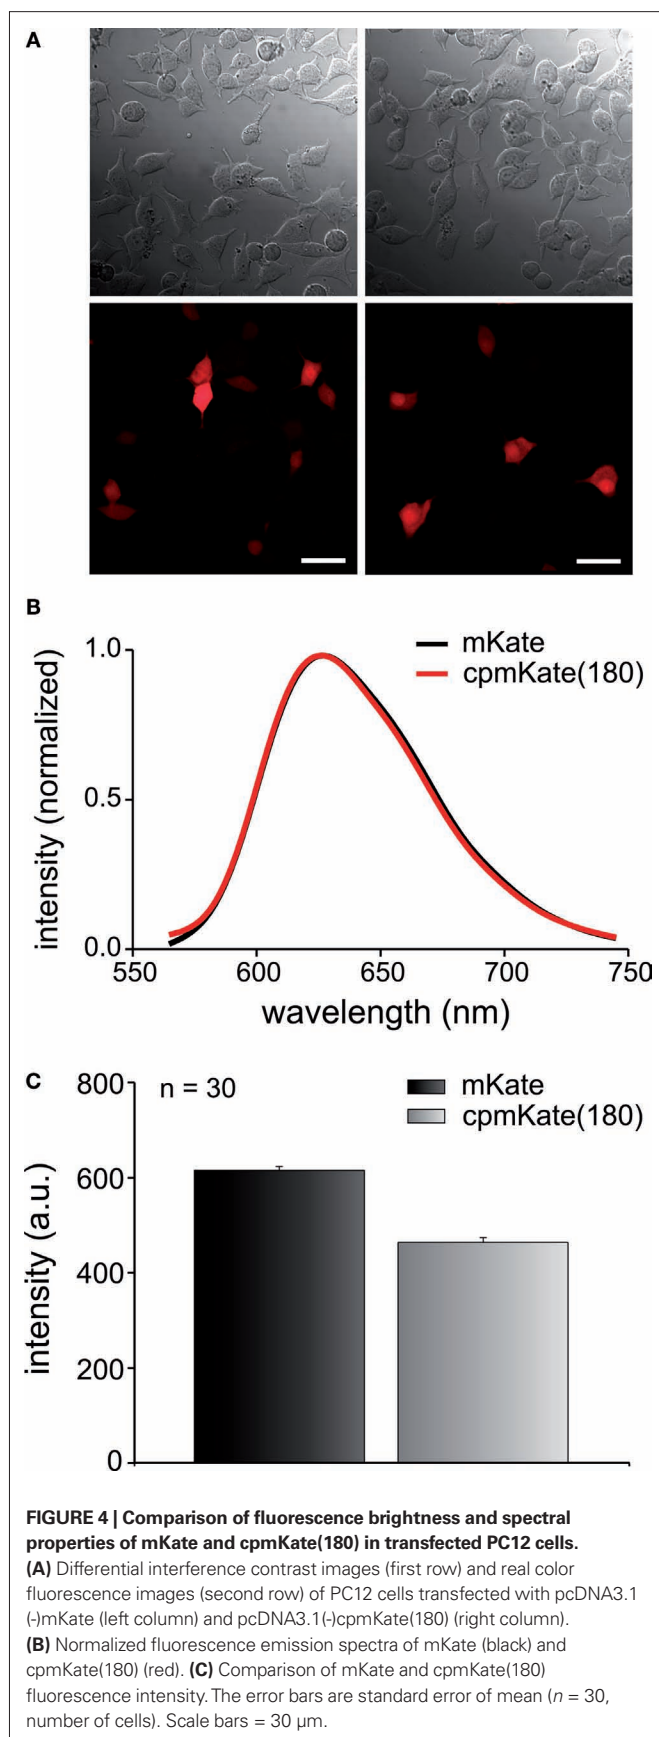 A
B
1.0
0.5
0.0
intensity (normalized)
mKate
cpmKate(180)
550 600 650 700 750
wavelength (nm)
C
800
600
400
200
0
intensity (a.u.)
n = 30
mKate
cpmKate(180)
FIGURE 4 | Comparison of fluorescence brightness and spectral
properties of mKate and cpmKate(180) in transfected PC12 cells.
(A) Differential interference contrast images (first row) and real color
fluorescence images (second row) of PC12 cells transfected with pcDNA3.1
(-)mKate (left column) and pcDNA3.1(-)cpmKate(180) (right column).
(B) Normalized fluorescence emission spectra of mKate (black) and
cpmKate(180) (red). (C) Comparison of mKate and cpmKate(180)
fluorescence intensity. The error bars are standard error of mean (n = 30,
number of cells). Scale bars = 30 μm.